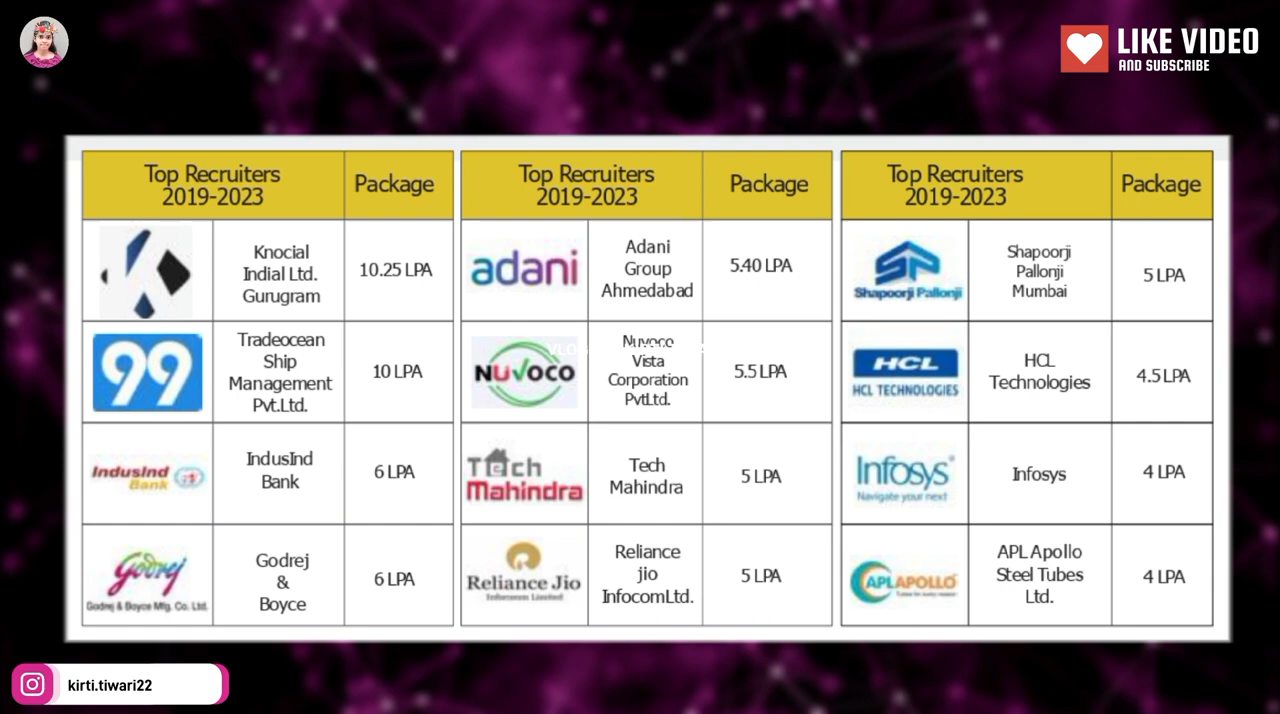 LIKE VIDEO
AND SUBSCRIBE
Top Recruiters
2019-2023
Package
Knocial
Indial Ltd.
Gurugram
10.25 LPA
99
Tradeocean
Ship
Management
Pvt.Ltd.
10 LPA
IndusInd
Bank
IndusInd
Bank
6 LPA
Godrej
Godrej & Boyce Mfg. Co. Ltd.
Godrej
&
Boyce
6 LPA
Top Recruiters
2019-2023
Package
adani
Adani
Group
Ahmedabad
5.40 LPA
NUVOCO
Nuvoco
Vista
Corporation
PvtLtd.
5.5 LPA
Tech
Mahindra
Tech
Mahindra
5 LPA
Reliance Jio
Infocomm Limited
Reliance
jio
InfocomLtd.
5 LPA
Top Recruiters
2019-2023
Package
SP
Shapoorji Pallonji
Shapoorji
Pallonji
Mumbai
5 LPA
HCL
HCL TECHNOLOGIES
HCL
Technologies
4.5 LPA
Infosys
Navigate your next
Infosys
4 LPA
APL APOLLO
APL Apollo
Steel Tubes
Ltd.
4 LPA
kirti.tiwari22